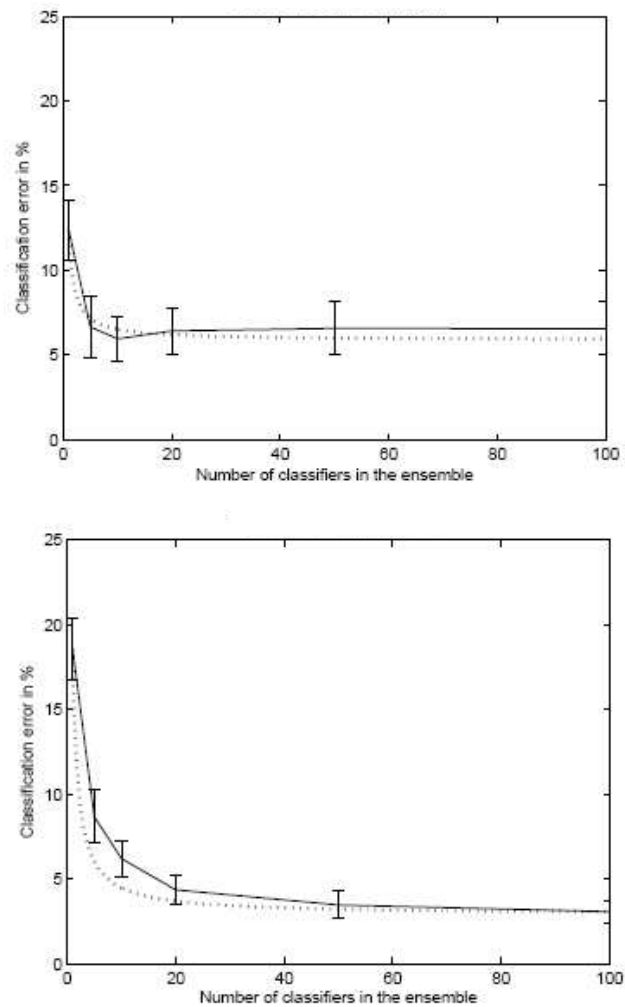 25
20
15
10
5
0
Classification error in %
0 20 40 60 80 100
Number of classifiers in the ensemble
25
20
15
10
5
0
Classification error in %
0 20 40 60 80 100
Number of classifiers in the ensemble